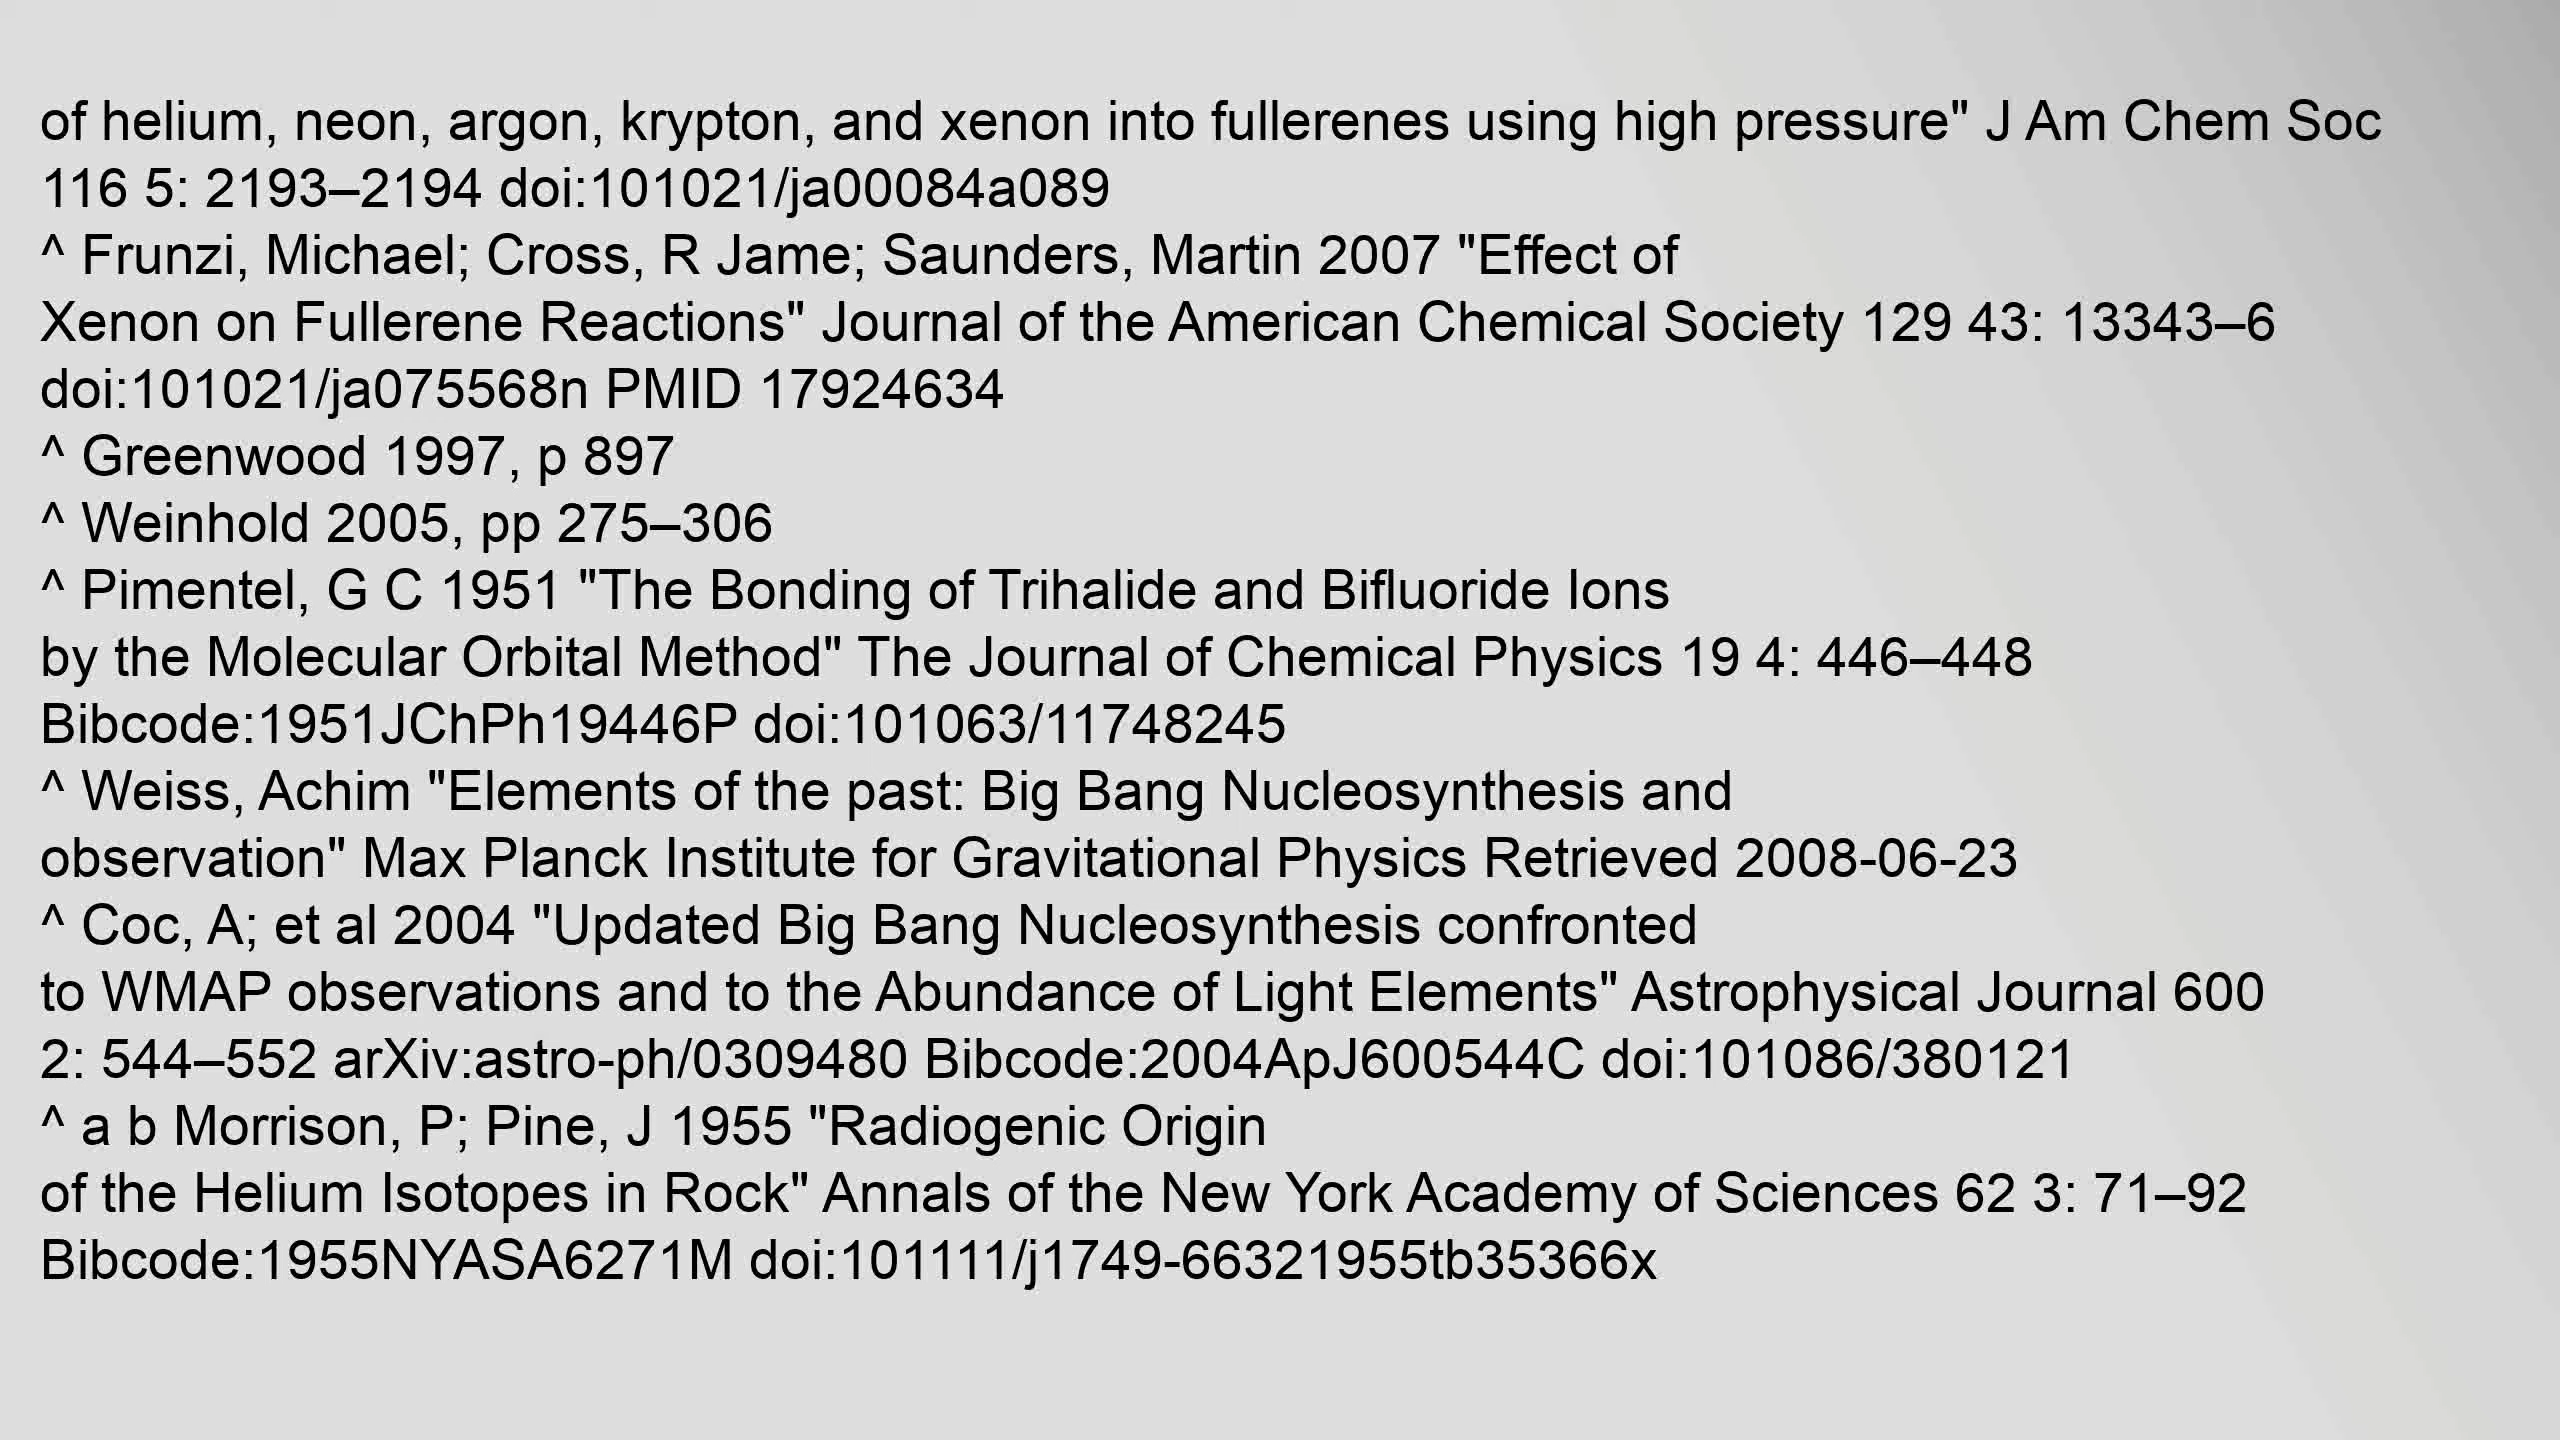 of helium, neon, argon, krypton, and xenon into fullerenes using high pressure" J Am Chem Soc
116 5: 2193–2194 doi:101021/ja00084a089
^ Frunzi, Michael; Cross, R Jame; Saunders, Martin 2007 "Effect of
Xenon on Fullerene Reactions" Journal of the American Chemical Society 129 43: 13343–6
doi:101021/ja075568n PMID 17924634
^ Greenwood 1997, p 897
^ Weinhold 2005, pp 275–306
^ Pimentel, G C 1951 "The Bonding of Trihalide and Bifluoride Ions
by the Molecular Orbital Method" The Journal of Chemical Physics 19 4: 446–448
Bibcode:1951JChPh19446P doi:101063/11748245
^ Weiss, Achim "Elements of the past: Big Bang Nucleosynthesis and
observation" Max Planck Institute for Gravitational Physics Retrieved 2008-06-23
^ Coc, A; et al 2004 "Updated Big Bang Nucleosynthesis confronted
to WMAP observations and to the Abundance of Light Elements" Astrophysical Journal 600
2: 544–552 arXiv:astro-ph/0309480 Bibcode:2004ApJ600544C doi:101086/380121
^ a b Morrison, P; Pine, J 1955 "Radiogenic Origin
of the Helium Isotopes in Rock" Annals of the New York Academy of Sciences 62 3: 71–92
Bibcode:1955NYASA6271M doi:101111/j1749-66321955tb35366x